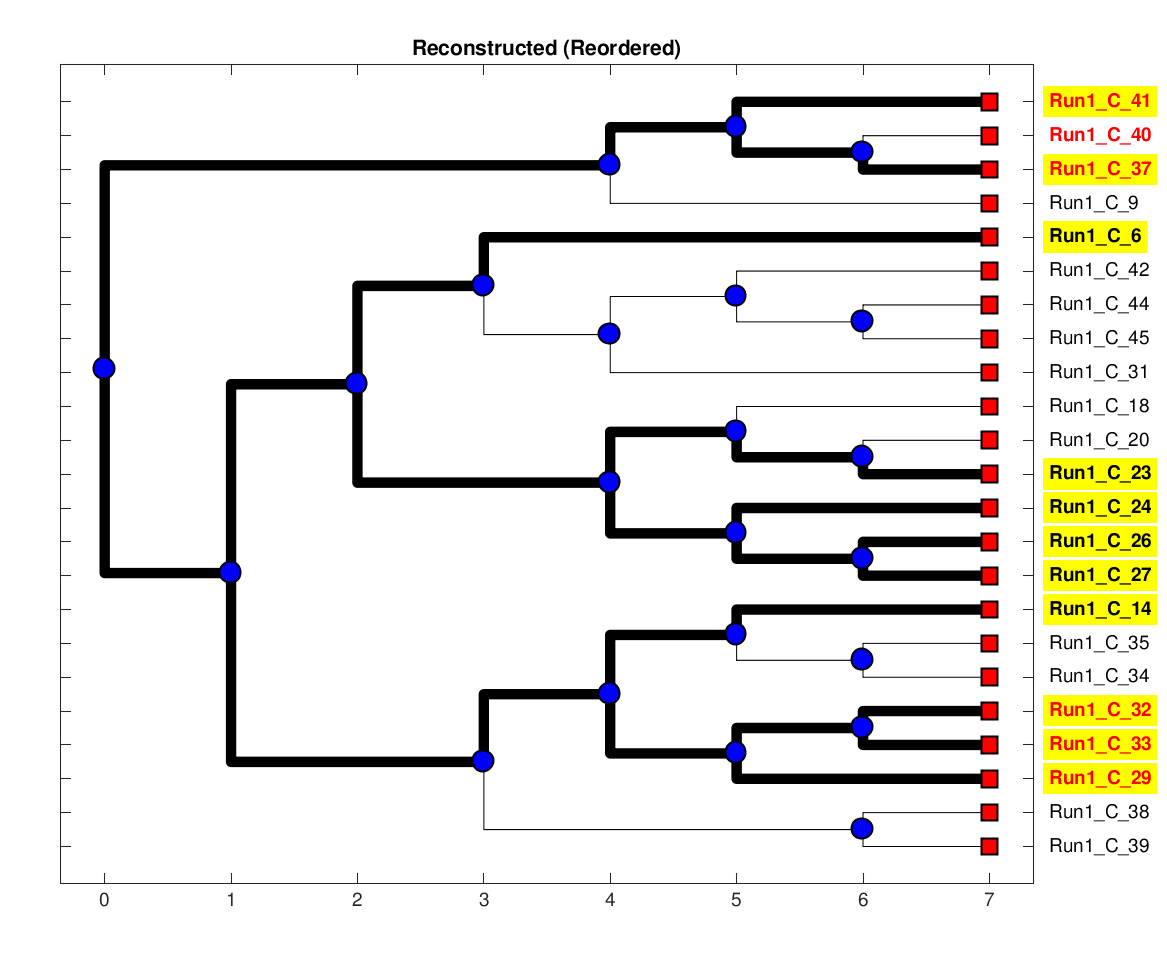 Reconstructed (Reordered)
Run1_C_41
Run1_C_40
Run1_C_37
Run1_C_9
Run1_C_6
Run1_C_42
Run1_C_44
Run1_C_45
Run1_C_31
Run1_C_18
Run1_C_20
Run1_C_23
Run1_C_24
Run1_C_26
Run1_C_27
Run1_C_14
Run1_C_35
Run1_C_34
Run1_C_32
Run1_C_33
Run1_C_29
Run1_C_38
Run1_C_39
0 1 2 3 4 5 6 7